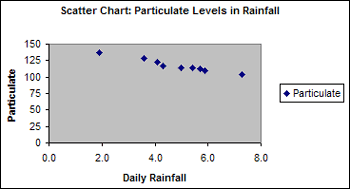 Scatter Chart: Particulate Levels in Rainfall
150
125
100
75
50
25
0
Particulate
0.0 2.0 4.0 6.0 8.0
Daily Rainfall
Particulate